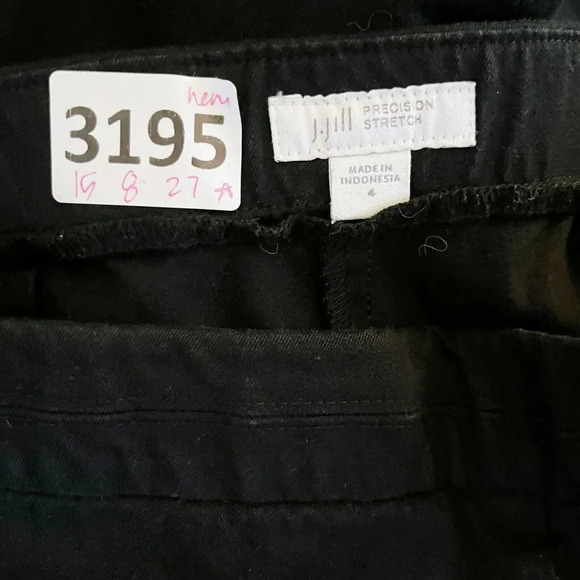 hem
3195
15 8 27 A
J.Jill PRECISION
STRETCH
MADE IN
INDONESIA
4